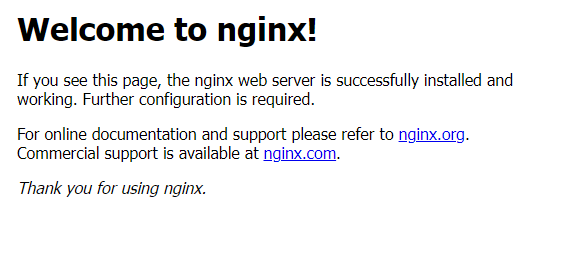 Welcome to nginx!
If you see this page, the nginx web server is successfully installed and
working. Further configuration is required.
For online documentation and support please refer to nginx.org.
Commercial support is available at nginx.com.
Thank you for using nginx.